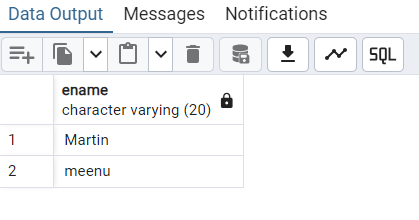 Data Output Messages Notifications
SQL
ename
character varying (20)
1 Martin
2 meenu